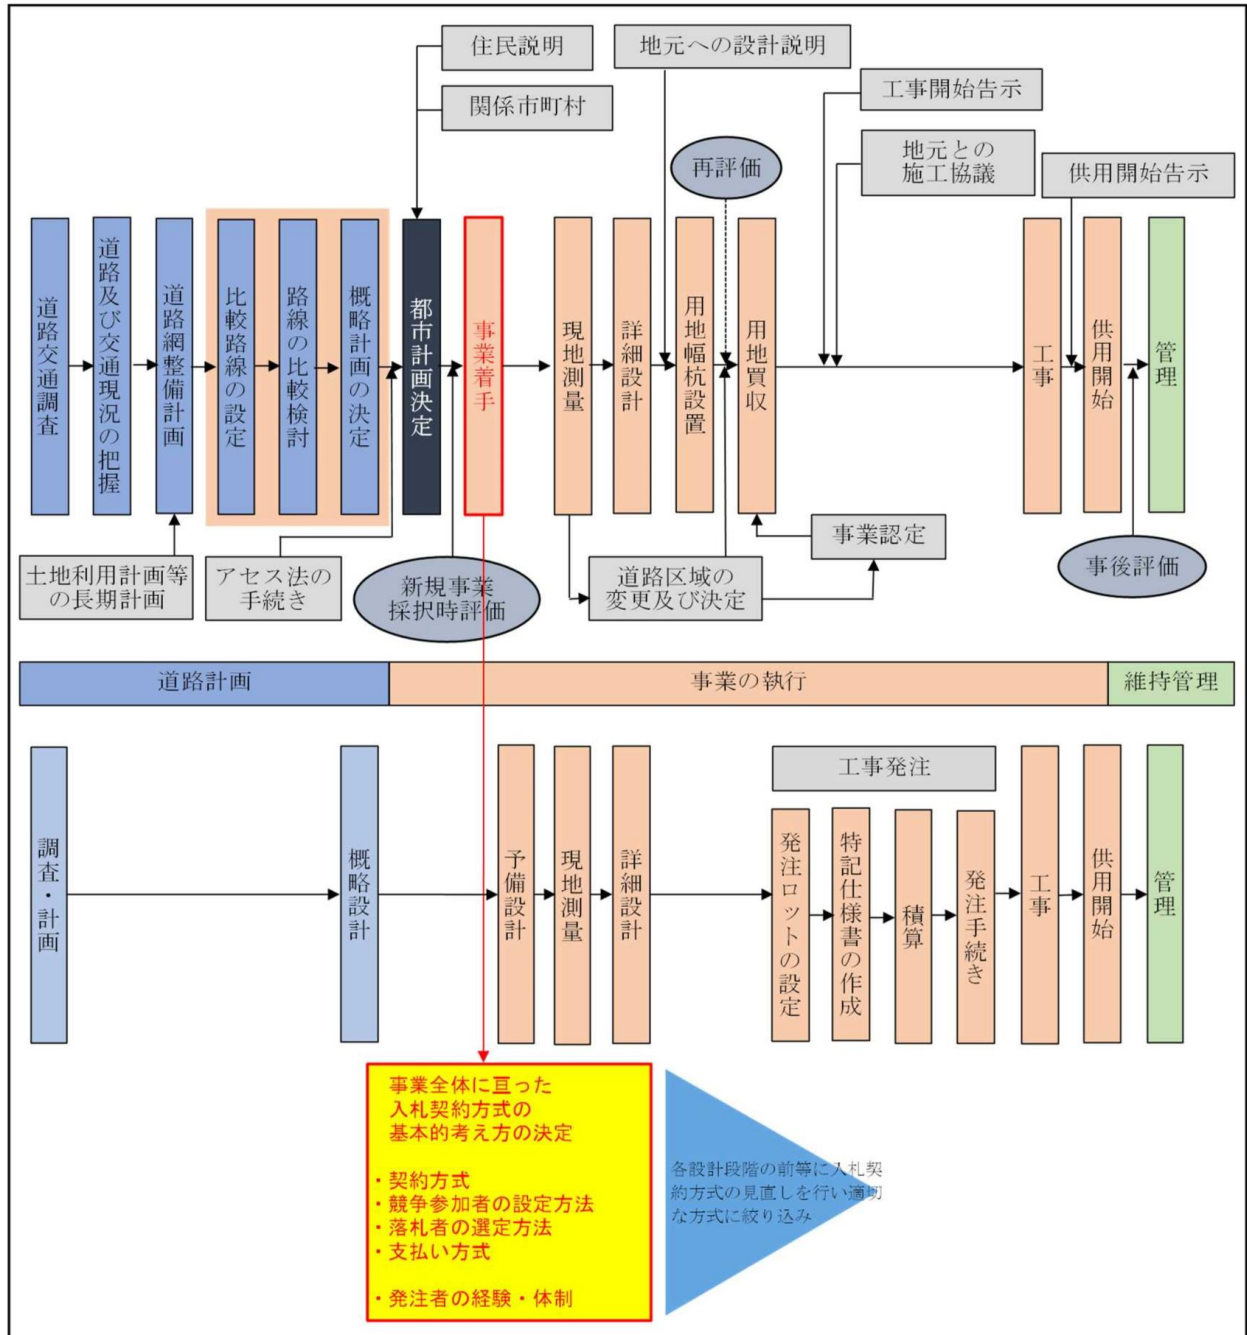 住民説明
関係市町村
地元への設計説明
再評価
工事開始告示
地元との
施工協議
供用開始告示
道路交通調査
道路及び交通現況の把握
道路網整備計画
比較路線の設定
路線の比較検討
概略計画の決定
都市計画決定
事業着手
現地測量
詳細設計
用地幅杭設置
用地買収
工事
供用開始
管理
土地利用計画等
の長期計画
アセス法の
手続き
新規事業
採択時評価
道路区域の
変更及び決定
事業認定
事後評価
道路計画
事業の執行
維持管理
調査・計画
概略設計
予備設計
現地測量
詳細設計
工事発注
発注ロットの設定
特記仕様書の作成
積算
発注手続き
工事
供用開始
管理
事業全体に亘った
入札契約方式の
基本的考え方の決定
・契約方式
・競争参加者の設定方法
・落札者の選定方法
・支払い方式
・発注者の経験・体制
各設計段階の前等に入札契
約方式の見直しを行い適切
な方式に絞り込み